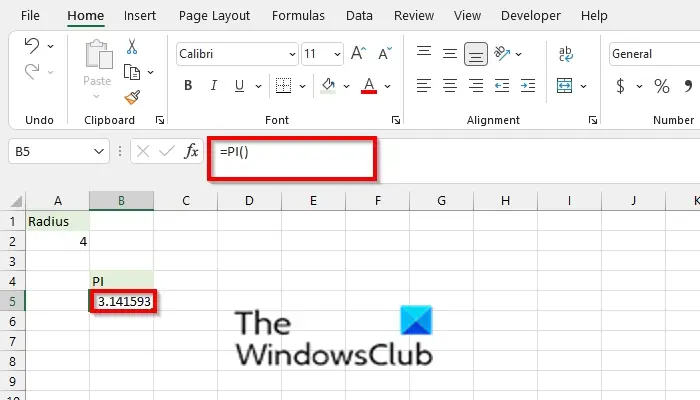 File Home Insert Page Layout Formulas Data Review View Developer Help
Calibri 11 A A ab General
Paste B I U A $ % c
Undo Clipboard Font Alignment Number
B5 fx =PI()
A B C D E F G H I J K
1 Radius
2 4
3
4 PI
5 3.141593
6 The
7 WindowsClub
8
9
10